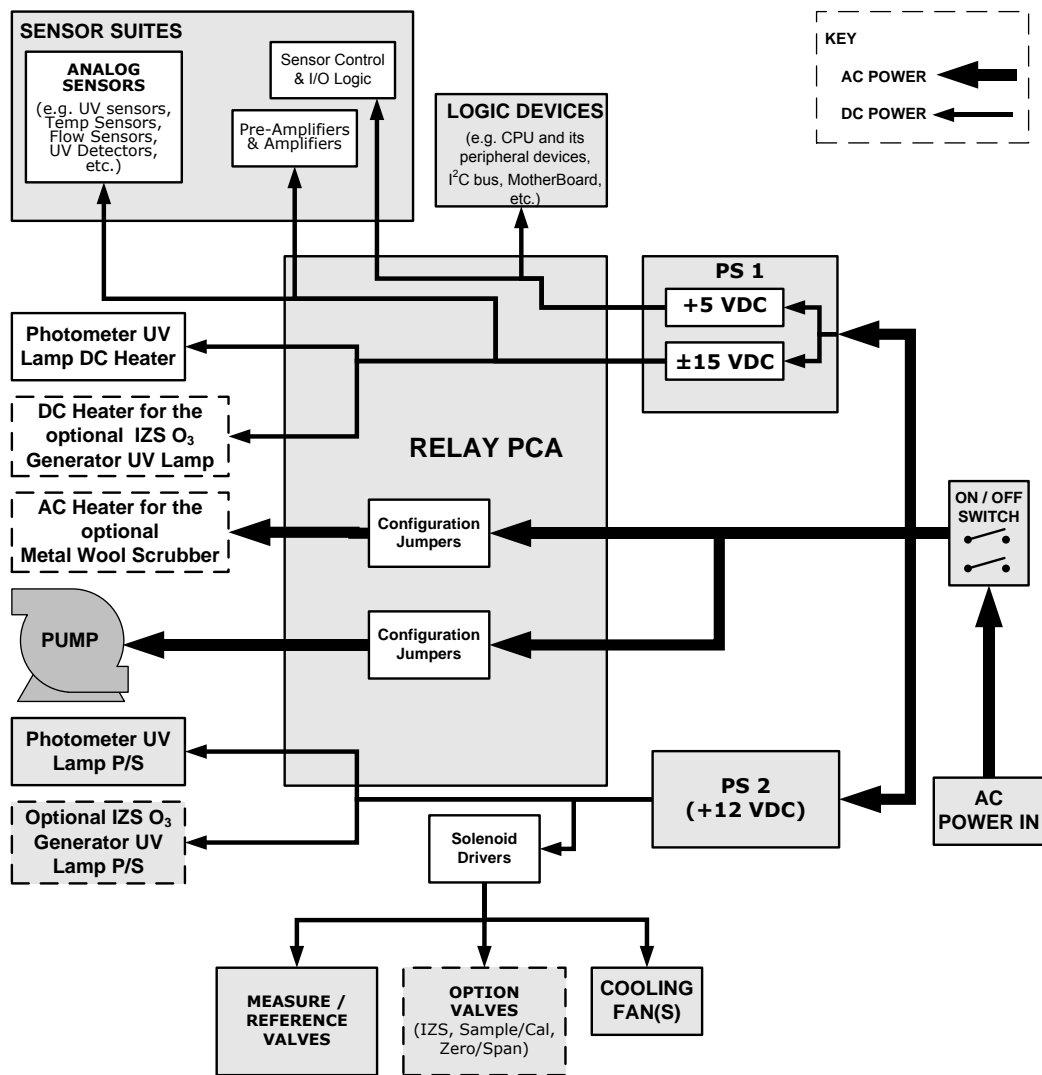 SENSOR SUITES
ANALOG
SENSORS
(e.g. UV sensors,
Temp Sensors,
Flow Sensors,
UV Detectors,
etc.)
Sensor Control
& I/O Logic
Pre-Amplifiers
& Amplifiers
LOGIC DEVICES
(e.g. CPU and its
peripheral devices,
I²C bus, MotherBoard,
etc.)
KEY
AC POWER
DC POWER
PS 1
+5 VDC
±15 VDC
Photometer UV
Lamp DC Heater
DC Heater for the
optional IZS O₃
Generator UV Lamp
RELAY PCA
AC Heater for the
optional
Metal Wool Scrubber
Configuration
Jumpers
ON / OFF
SWITCH
PUMP
Configuration
Jumpers
Photometer UV
Lamp P/S
PS 2
(+12 VDC)
AC
POWER IN
Optional IZS O₃
Generator UV
Lamp P/S
Solenoid
Drivers
MEASURE /
REFERENCE
VALVES
OPTION
VALVES
(IZS, Sample/Cal,
Zero/Span)
COOLING
FAN(S)